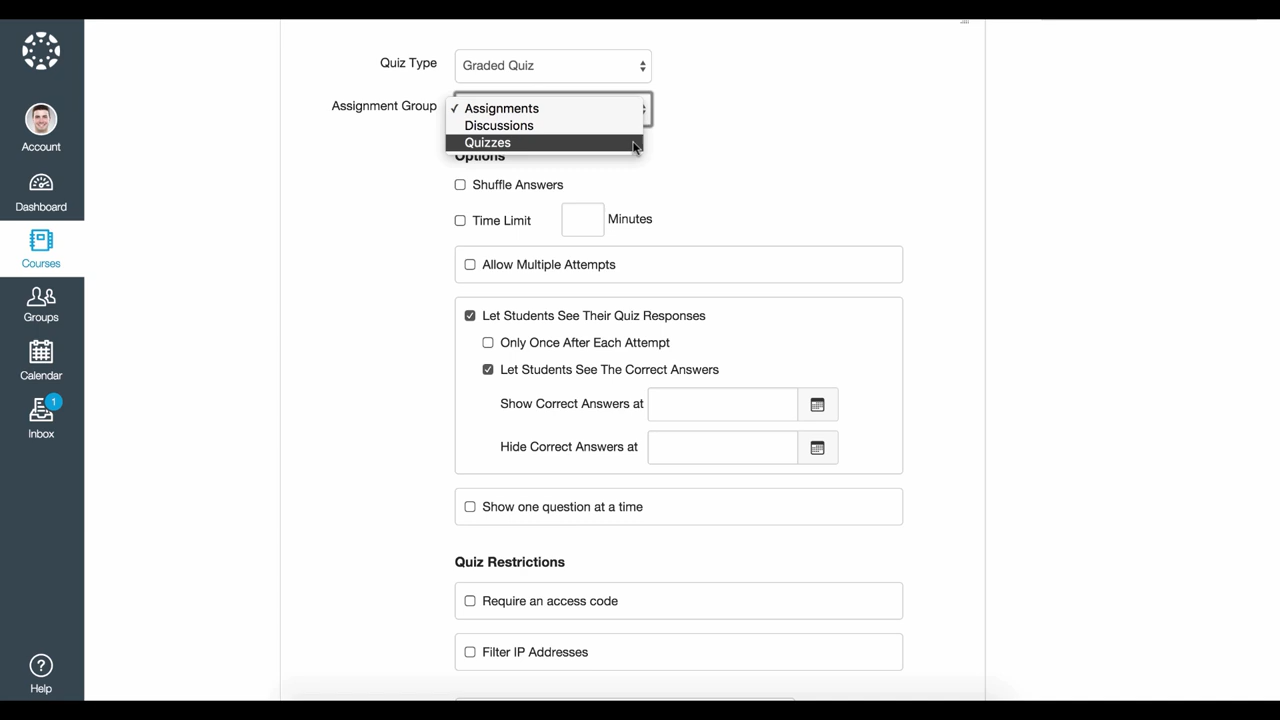 Quiz Type
Graded Quiz
Assignment Group
✓ Assignments
Discussions
Quizzes
Options
Shuffle Answers
Time Limit
Minutes
Allow Multiple Attempts
Let Students See Their Quiz Responses
Only Once After Each Attempt
Let Students See The Correct Answers
Show Correct Answers at
Hide Correct Answers at
Show one question at a time
Quiz Restrictions
Require an access code
Filter IP Addresses
Account
Dashboard
Courses
Groups
Calendar
1
Inbox
?
Help